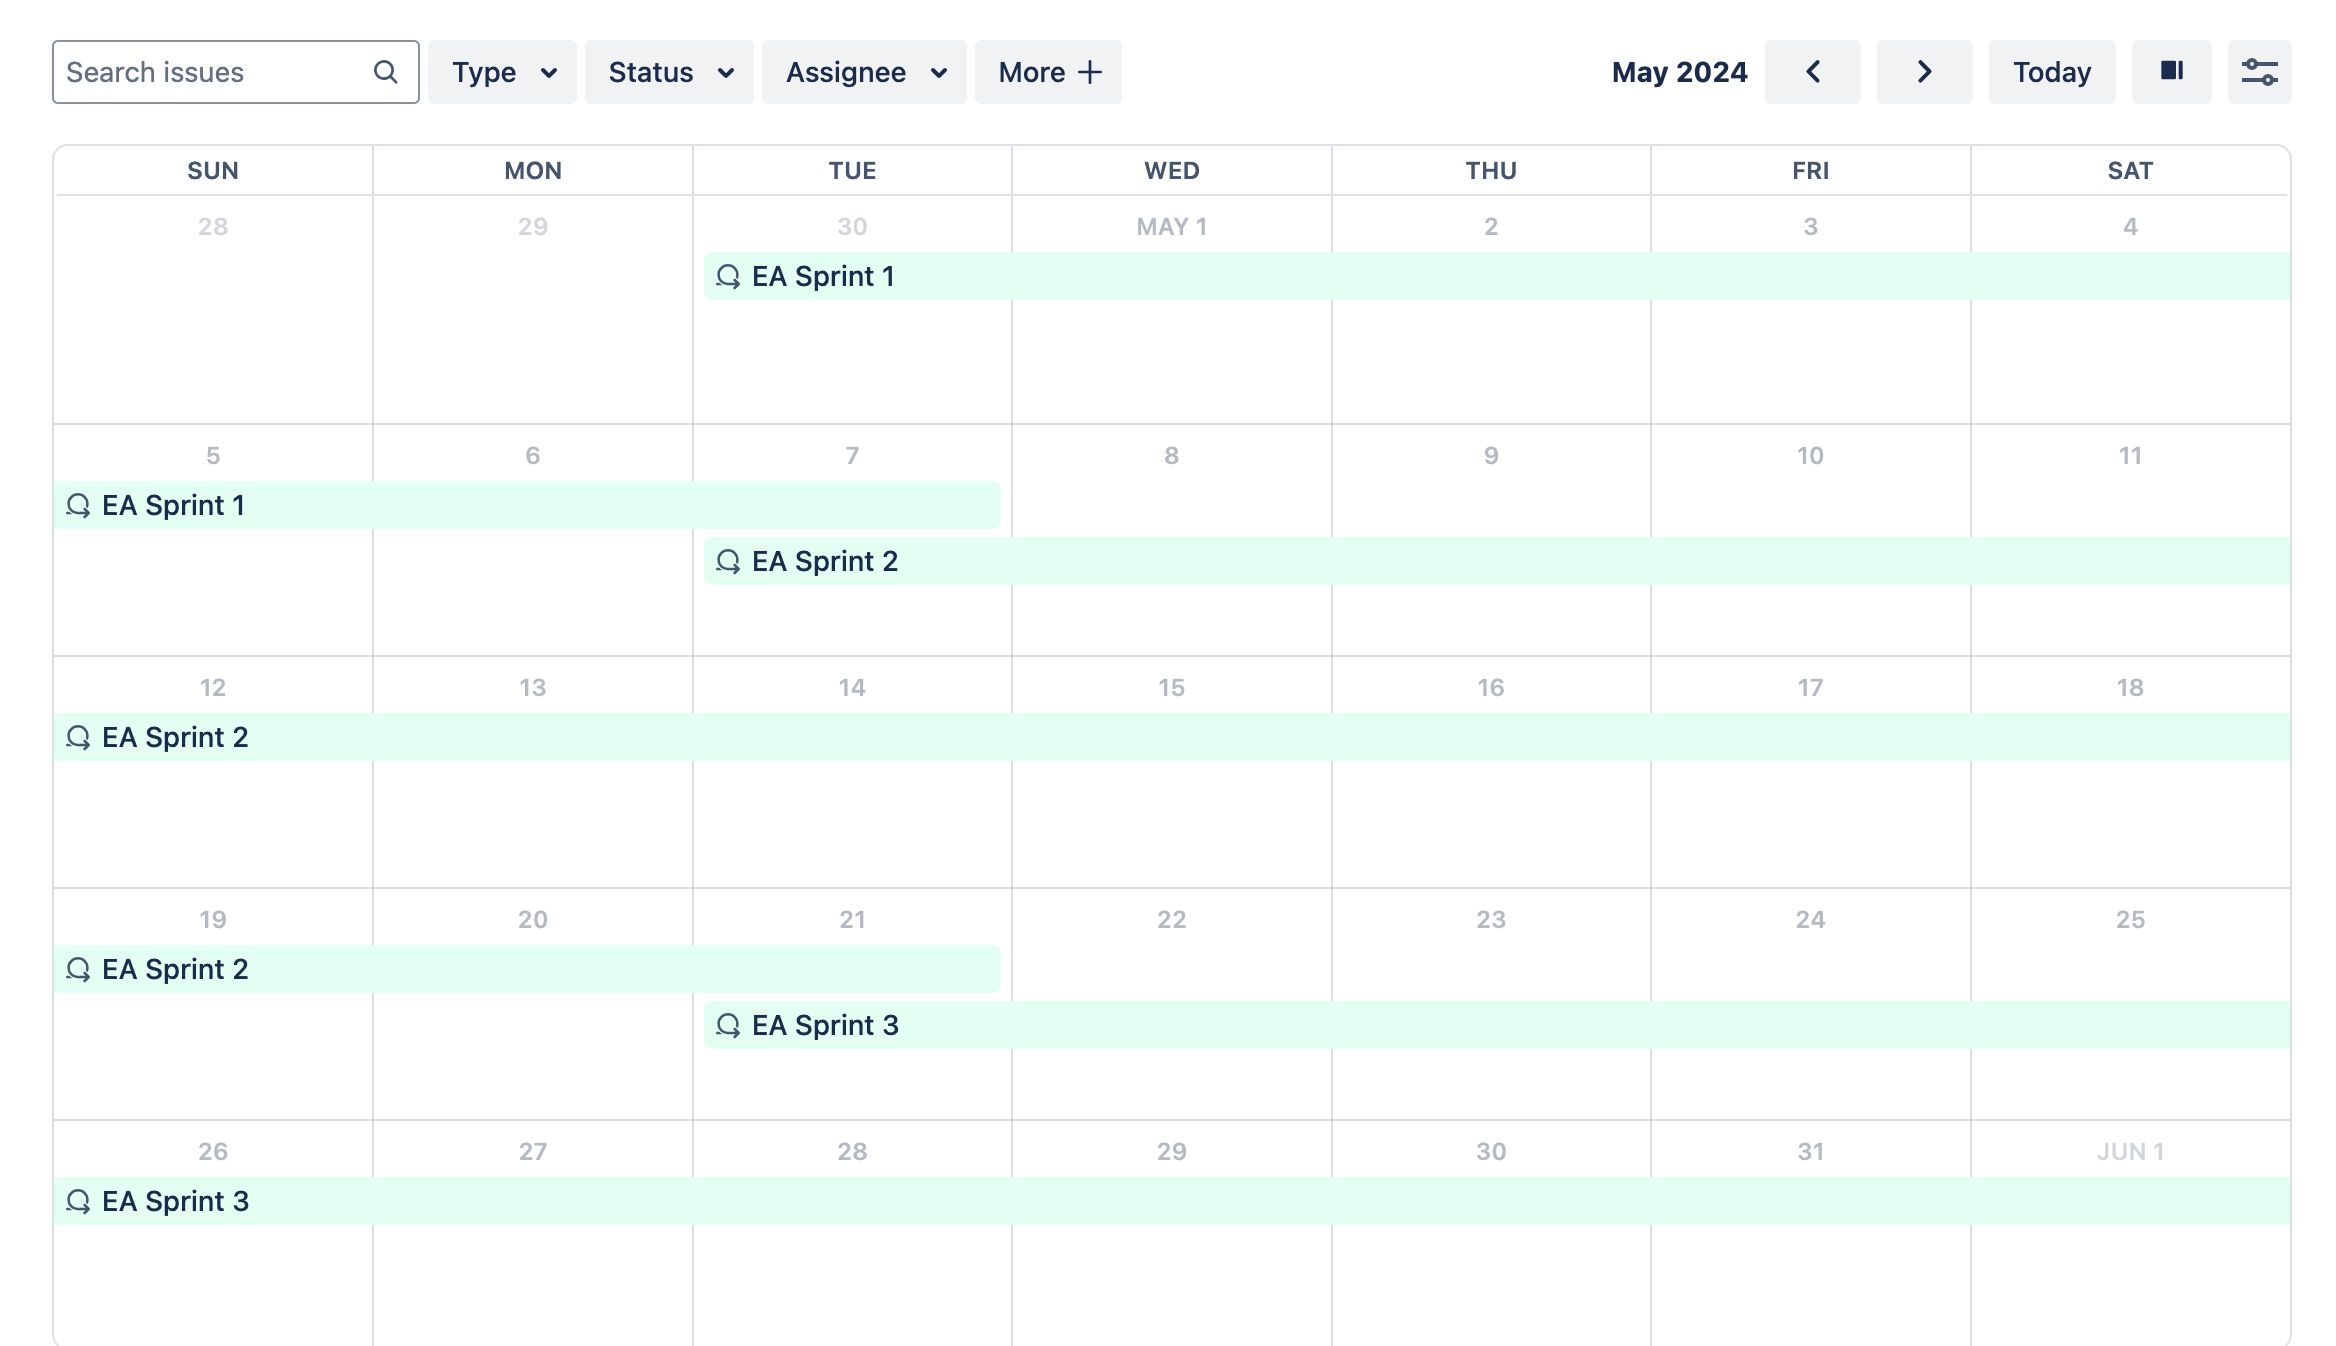 Search issues Type Status Assignee More May 2024 Today
SUN MON TUE WED THU FRI SAT
28 29 30 MAY 1 2 3 4
EA Sprint 1
5 6 7 8 9 10 11
EA Sprint 1
EA Sprint 2
12 13 14 15 16 17 18
EA Sprint 2
19 20 21 22 23 24 25
EA Sprint 2
EA Sprint 3
26 27 28 29 30 31 JUN 1
EA Sprint 3